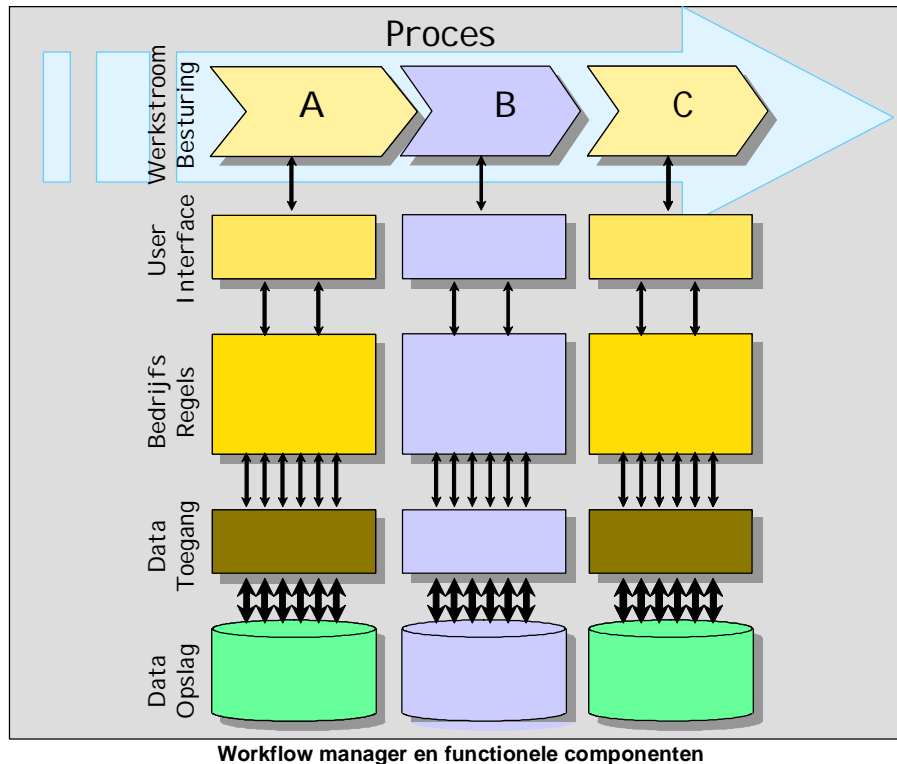 Proces
Werkstroom
Besturing
A
B
C
User
Interface
Bedrijfs
Regels
Data
Toegang
Data
Opslag
Workflow manager en functionele componenten